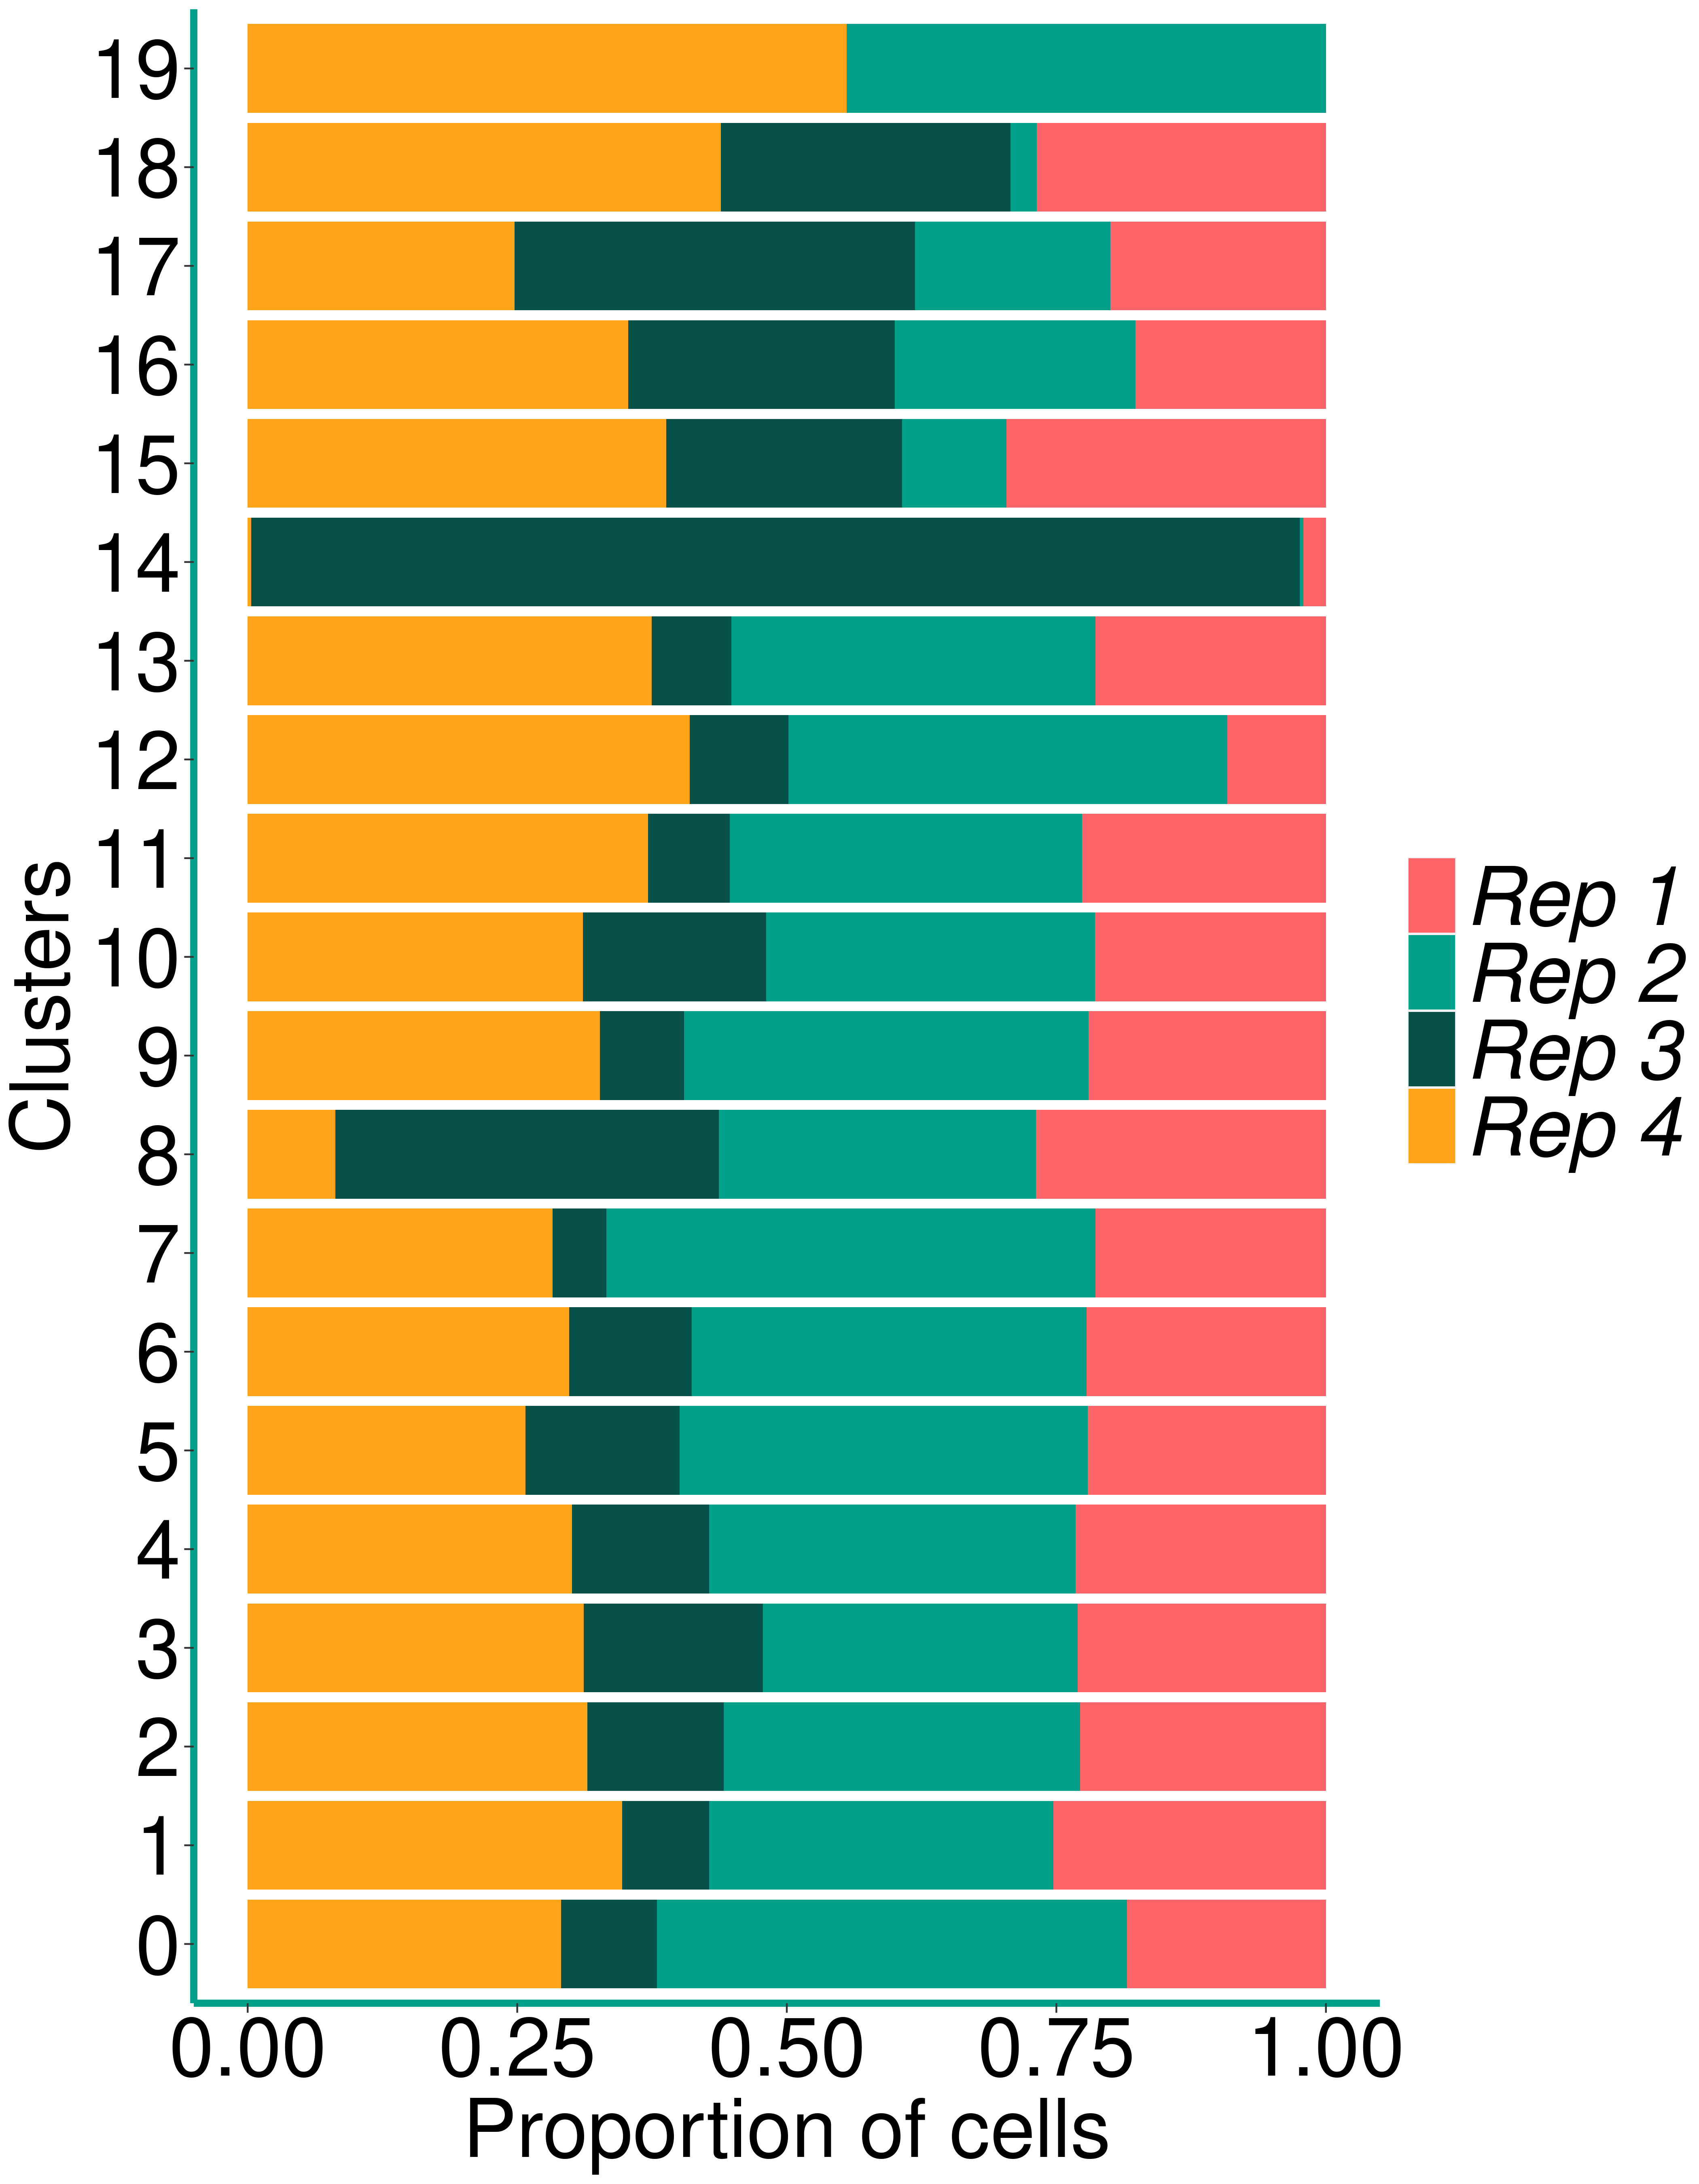 Clusters
19
18
17
16
15
14
13
12
11
10
9
8
7
6
5
4
3
2
1
0
0.00 0.25 0.50 0.75 1.00
Proportion of cells
Rep 1
Rep 2
Rep 3
Rep 4